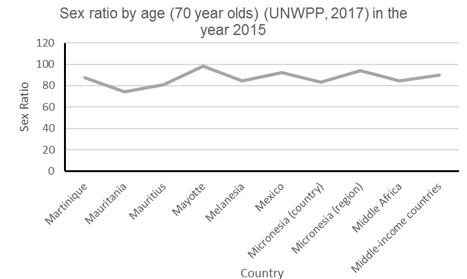 Sex ratio by age (70 year olds) (UNWPP, 2017) in the
year 2015
120
100
80
60
40
20
0
Sex Ratio
Martinique
Mauritania
Mauritius
Mayotte
Melanesia
Mexico
Micronesia (country)
Micronesia (region)
Middle Africa
Middle-income countries
Country